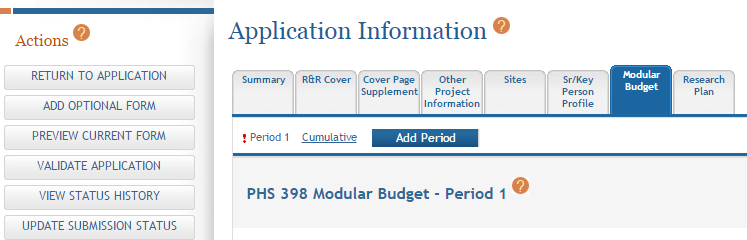 Actions ?
RETURN TO APPLICATION
ADD OPTIONAL FORM
PREVIEW CURRENT FORM
VALIDATE APPLICATION
VIEW STATUS HISTORY
UPDATE SUBMISSION STATUS
Application Information ?
Summary
R&R Cover
Cover Page
Supplement
Other
Project
Information
Sites
Sr/Key
Person
Profile
Modular
Budget
Research
Plan
! Period 1 Cumulative Add Period
PHS 398 Modular Budget - Period 1 ?